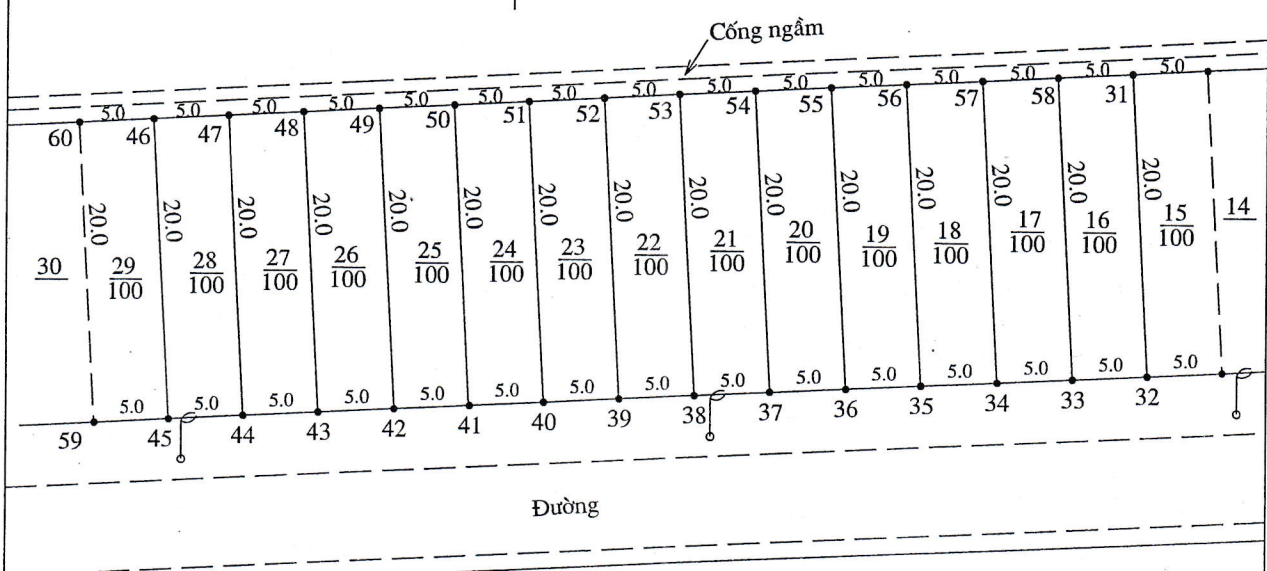 Cống ngầm
5.0 5.0 5.0 5.0 5.0 5.0 5.0 5.0 5.0 5.0 5.0 5.0 5.0 5.0 5.0
60 46 47 48 49 50 51 52 53 54 55 56 57 58 31
20.0 20.0 20.0 20.0 20.0 20.0 20.0 20.0 20.0 20.0 20.0 20.0 20.0 20.0 20.0
30 29 28 27 26 25 24 23 22 21 20 19 18 17 16 15 14
100 100 100 100 100 100 100 100 100 100 100 100 100 100 100
5.0 5.0 5.0 5.0 5.0 5.0 5.0 5.0 5.0 5.0 5.0 5.0 5.0 5.0 5.0
59 45 44 43 42 41 40 39 38 37 36 35 34 33 32
Đường